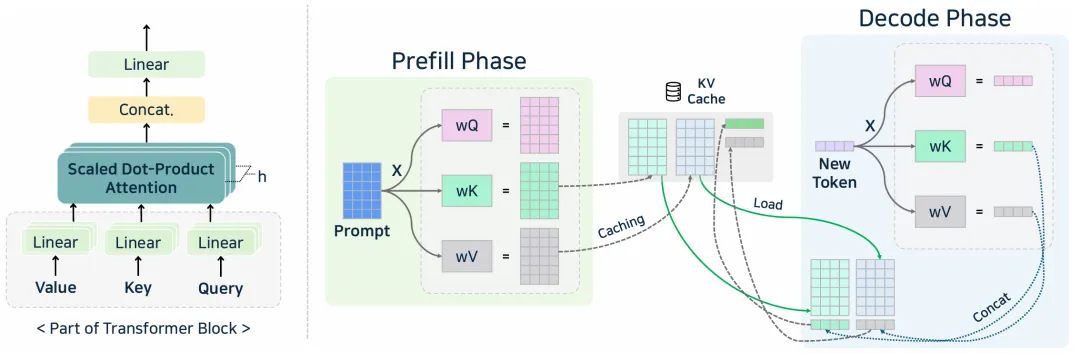 Linear
Concat.
Scaled Dot-Product
Attention
h
Linear
Linear
Linear
Value
Key
Query
< Part of Transformer Block >
Prefill Phase
Prompt
X
wQ
=
wK
=
wV
=
Caching
KV
Cache
Load
Decode Phase
New
Token
X
wQ
=
wK
=
wV
=
Concat